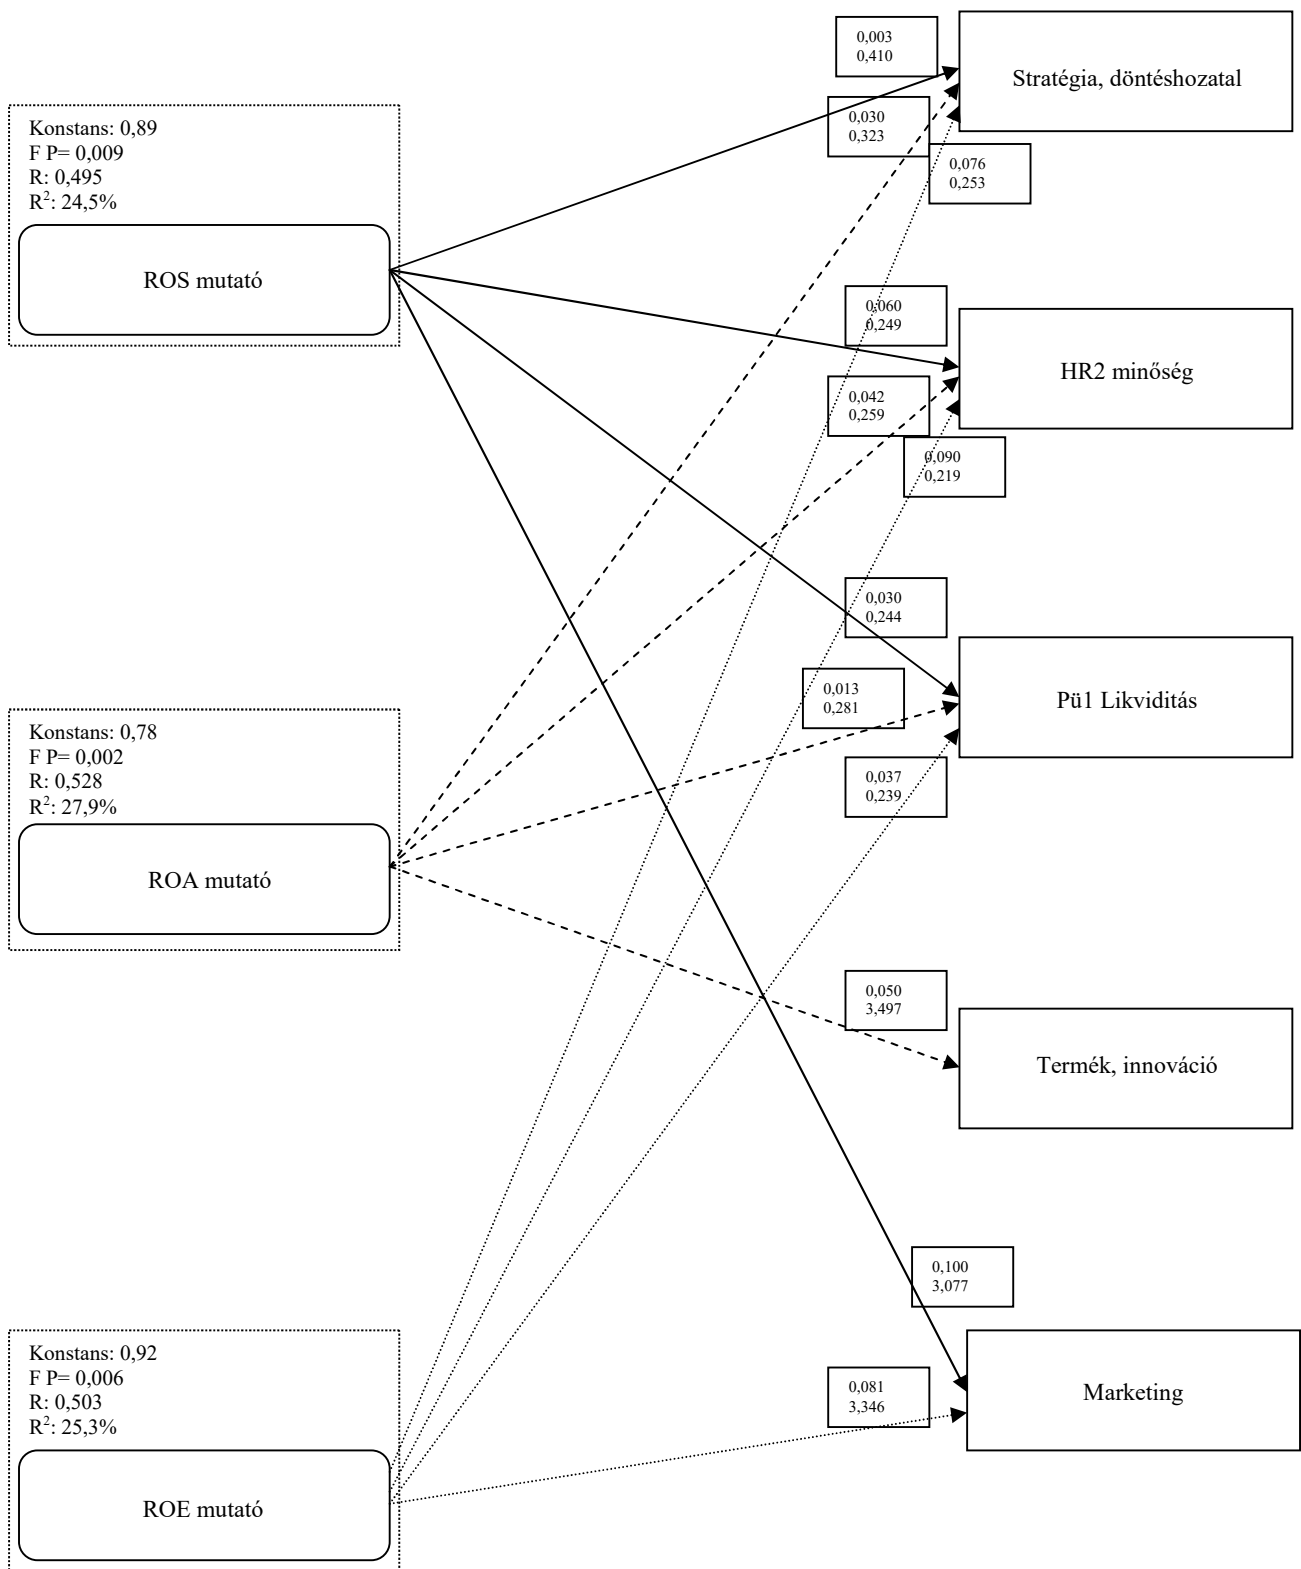 0,003
0,410
Stratégia, döntéshozatal
0,030
0,323
0,076
0,253
Konstans: 0,89
F P= 0,009
R: 0,495
R²: 24,5%
ROS mutató
0,060
0,249
HR2 minőség
0,042
0,259
0,090
0,219
0,030
0,244
0,013
0,281
Pü1 Likviditás
0,037
0,239
Konstans: 0,78
F P= 0,002
R: 0,528
R²: 27,9%
ROA mutató
0,050
3,497
Termék, innováció
0,100
3,077
Konstans: 0,92
F P= 0,006
R: 0,503
R²: 25,3%
ROE mutató
0,081
3,346
Marketing